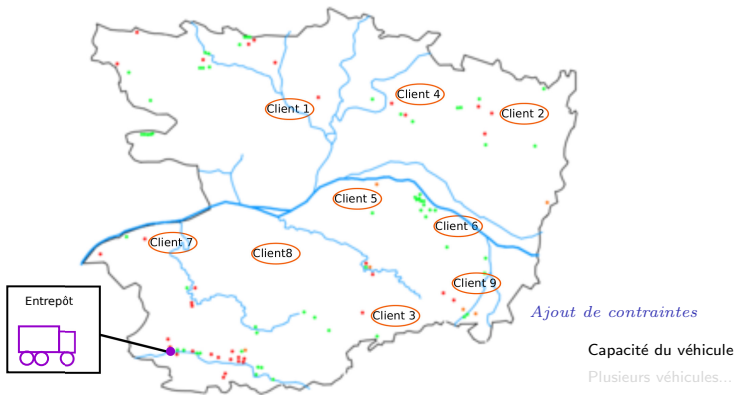 Client 4
Client 1
Client 2
Client 5
Client 6
Client 7
Client8
Client 9
Entrepôt
Client 3
Ajout de contraintes
Capacité du véhicule
Plusieurs véhicules...